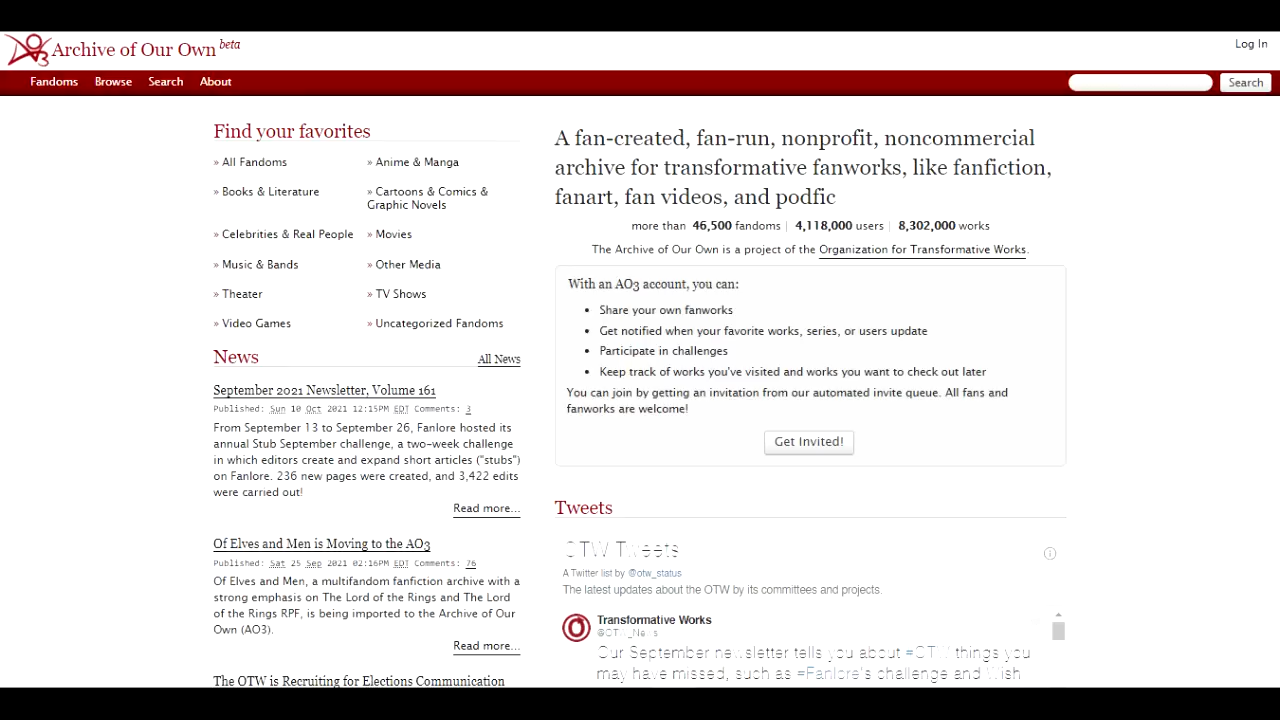 Archive of Our Own beta
Log In
Fandoms Browse Search About
Search
Find your favorites
» All Fandoms
» Anime & Manga
» Books & Literature
» Cartoons & Comics &
Graphic Novels
» Celebrities & Real People
» Movies
» Music & Bands
» Other Media
» Theater
» TV Shows
» Video Games
» Uncategorized Fandoms
News
All News
September 2021 Newsletter, Volume 161
Published: Sun 10 Oct 2021 12:15PM EDT Comments: 3
From September 13 to September 26, Fanlore hosted its
annual Stub September challenge, a two-week challenge
in which editors create and expand short articles ("stubs")
on Fanlore. 236 new pages were created, and 3,422 edits
were carried out!
Read more...
Of Elves and Men is Moving to the AO3
Published: Sat 25 Sep 2021 02:16PM EDT Comments: 76
Of Elves and Men, a multifandom fanfiction archive with a
strong emphasis on The Lord of the Rings and The Lord
of the Rings RPF, is being imported to the Archive of Our
Own (AO3).
Read more...
The OTW is Recruiting for Elections Communication
A fan-created, fan-run, nonprofit, noncommercial
archive for transformative fanworks, like fanfiction,
fanart, fan videos, and podfic
more than 46,500 fandoms | 4,118,000 users | 8,302,000 works
The Archive of Our Own is a project of the Organization for Transformative Works.
With an AO3 account, you can:
• Share your own fanworks
• Get notified when your favorite works, series, or users update
• Participate in challenges
• Keep track of works you've visited and works you want to check out later
You can join by getting an invitation from our automated invite queue. All fans and
fanworks are welcome!
Get Invited!
Tweets
OTW Tweets
A Twitter list by @otw_status
The latest updates about the OTW by its committees and projects.
Transformative Works
@OTW_News
Our September newsletter tells you about #OTW things you
may have missed, such as #Fanlore's challenge and Wish